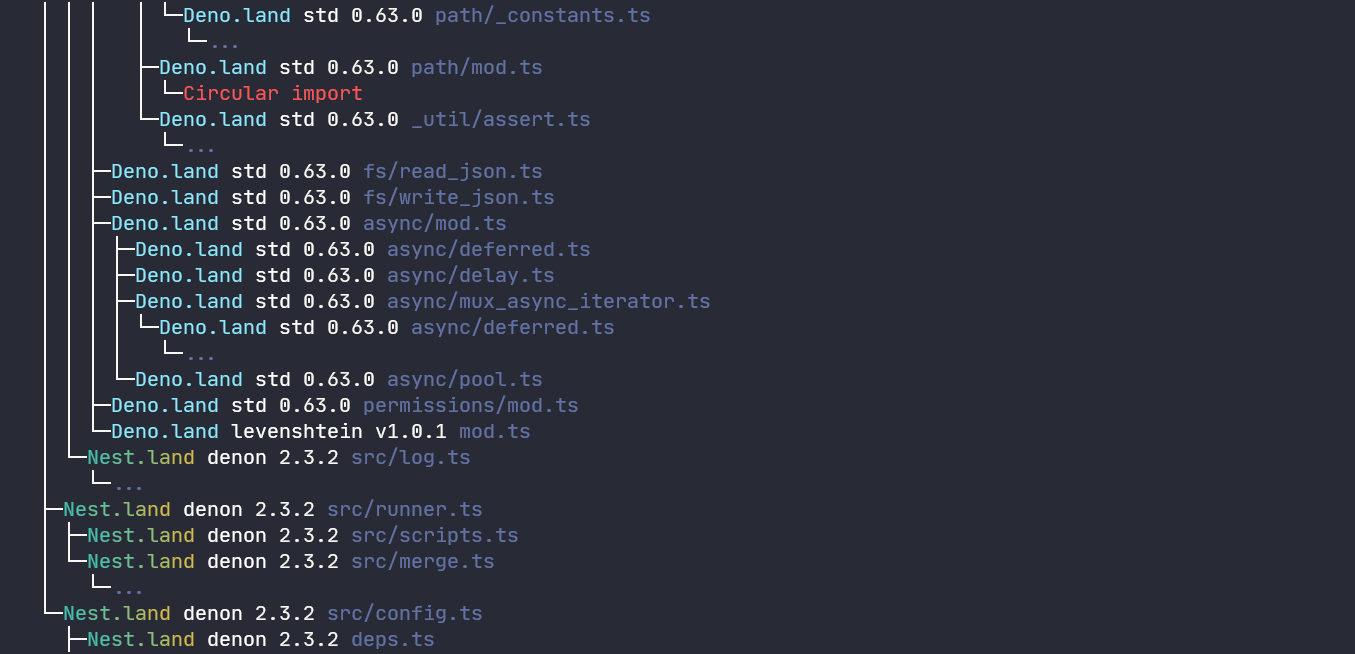 Deno.land std 0.63.0 path/_constants.ts
...
Deno.land std 0.63.0 path/mod.ts
Circular import
Deno.land std 0.63.0 _util/assert.ts
...
Deno.land std 0.63.0 fs/read_json.ts
Deno.land std 0.63.0 fs/write_json.ts
Deno.land std 0.63.0 async/mod.ts
Deno.land std 0.63.0 async/deferred.ts
Deno.land std 0.63.0 async/delay.ts
Deno.land std 0.63.0 async/mux_async_iterator.ts
Deno.land std 0.63.0 async/deferred.ts
...
Deno.land std 0.63.0 async/pool.ts
Deno.land std 0.63.0 permissions/mod.ts
Deno.land levenshtein v1.0.1 mod.ts
Nest.land denon 2.3.2 src/log.ts
...
Nest.land denon 2.3.2 src/runner.ts
Nest.land denon 2.3.2 src/scripts.ts
Nest.land denon 2.3.2 src/merge.ts
...
Nest.land denon 2.3.2 src/config.ts
Nest.land denon 2.3.2 deps.ts